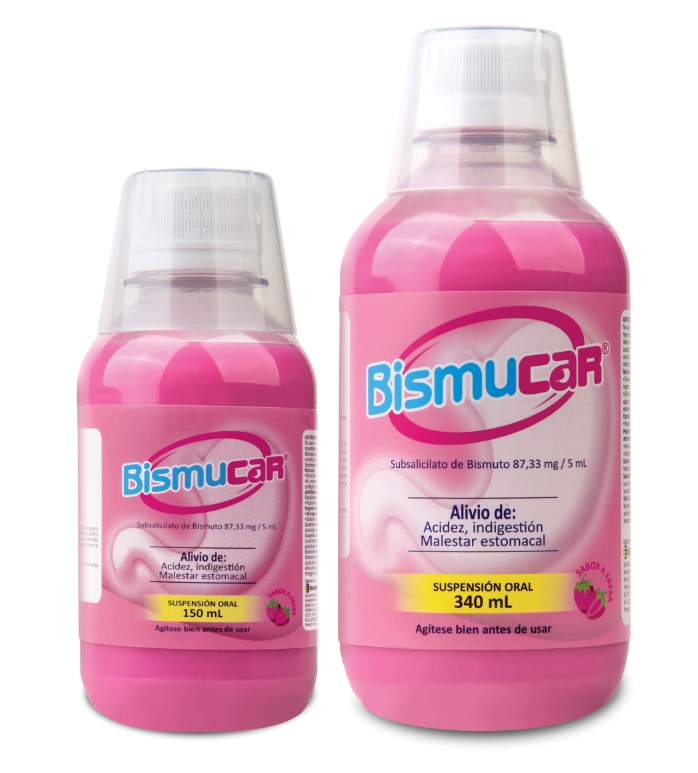 BismucaR®
Subsalicilato de Bismuto 87,33 mg / 5 mL
Alivio de:
Acidez, indigestión
Malestar estomacal
SUSPENSIÓN ORAL
150 mL
SABOR A FRESA
Agítese bien antes de usar
BismucaR®
Subsalicilato de Bismuto 87,33 mg / 5 mL
Alivio de:
Acidez, indigestión
Malestar estomacal
SUSPENSIÓN ORAL
340 mL
SABOR A FRESA
Agítese bien antes de usar